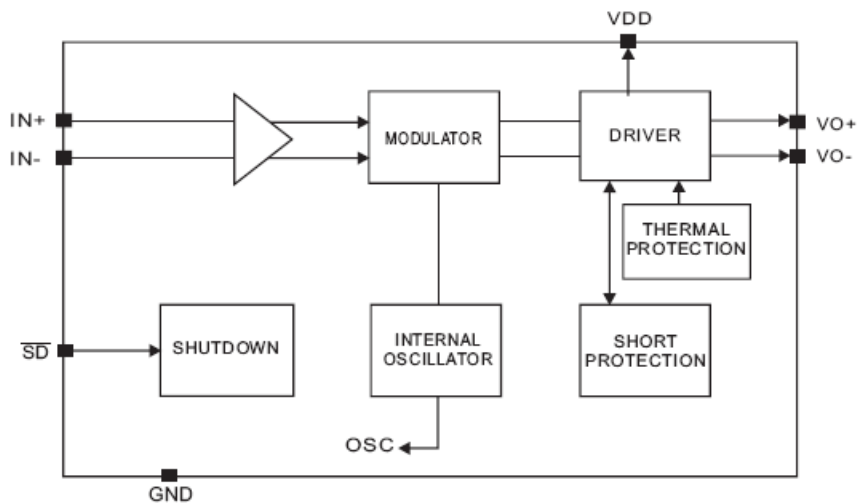 VDD
IN+
IN-
MODULATOR
DRIVER
VO+
VO-
THERMAL
PROTECTION
SD
SHUTDOWN
INTERNAL
OSCILLATOR
SHORT
PROTECTION
OSC
GND